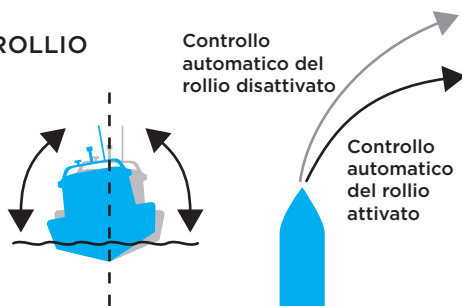 ROLLIO
Controllo
automatico del
rollio disattivato
Controllo
automatico
del rollio
attivato